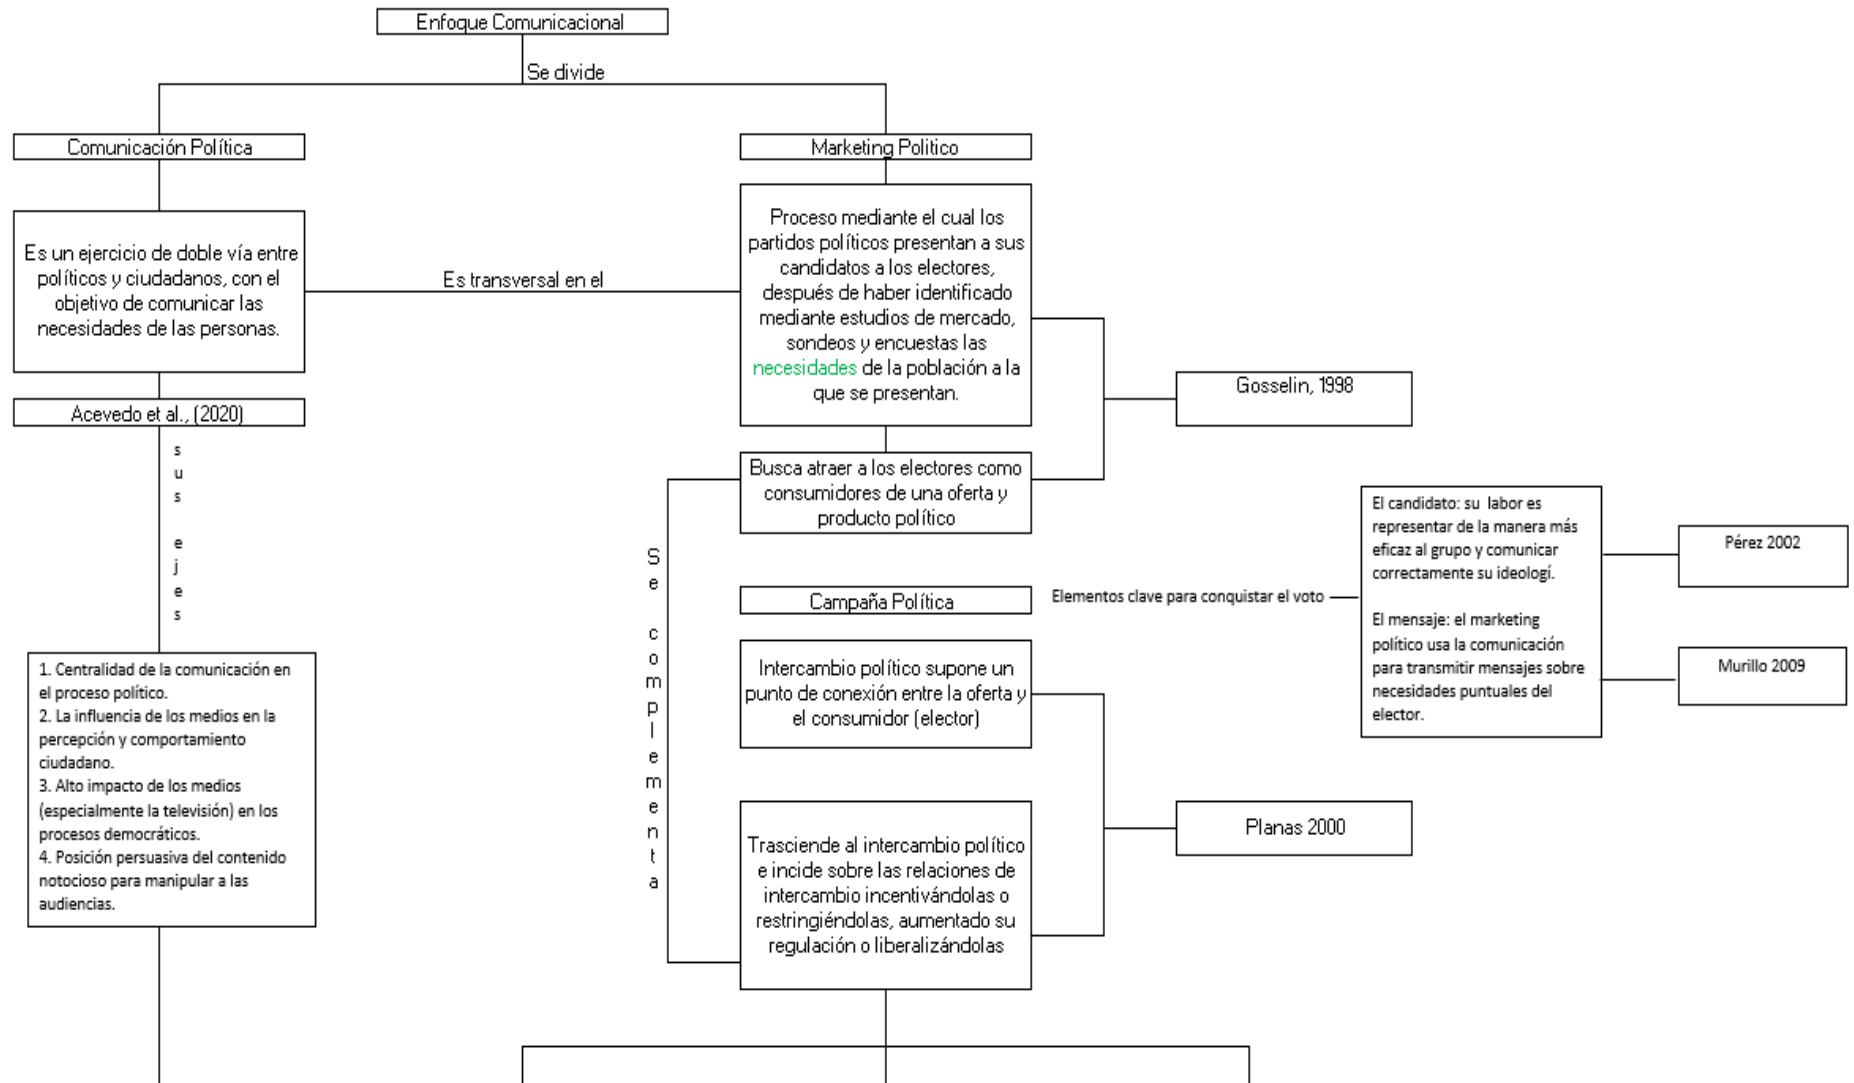 Enfoque Comunicacional
Se divide
Comunicación Política
Marketing Politico
Es un ejercicio de doble vía entre
políticos y ciudadanos, con el
objetivo de comunicar las
necesidades de las personas.
Es transversal en el
Proceso mediante el cual los
partidos políticos presentan a sus
candidatos a los electores,
después de haber identificado
mediante estudios de mercado,
sondeos y encuestas las
necesidades de la población a la
que se presentan.
Gosselin, 1998
Acevedo et al., (2020)
sus ejes
Busca atraer a los electores como
consumidores de una oferta y
producto político
Se complementa
Campaña Política
Elementos clave para conquistar el voto
El candidato: su labor es
representar de la manera más
eficaz al grupo y comunicar
correctamente su ideologí.
El mensaje: el marketing
político usa la comunicación
para transmitir mensajes sobre
necesidades puntuales del
elector.
Pérez 2002
Murillo 2009
1. Centralidad de la comunicación en
el proceso político.
2. La influencia de los medios en la
percepción y comportamiento
ciudadano.
3. Alto impacto de los medios
(especialmente la televisión) en los
procesos democráticos.
4. Posición persuasiva del contenido
notocioso para manipular a las
audiencias.
Intercambio político supone un
punto de conexión entre la oferta y
el consumidor (elector)
Planas 2000
Trasciende al intercambio político
e incide sobre las relaciones de
intercambio incentivándolas o
restringiéndolas, aumentado su
regulación o liberalizándolas